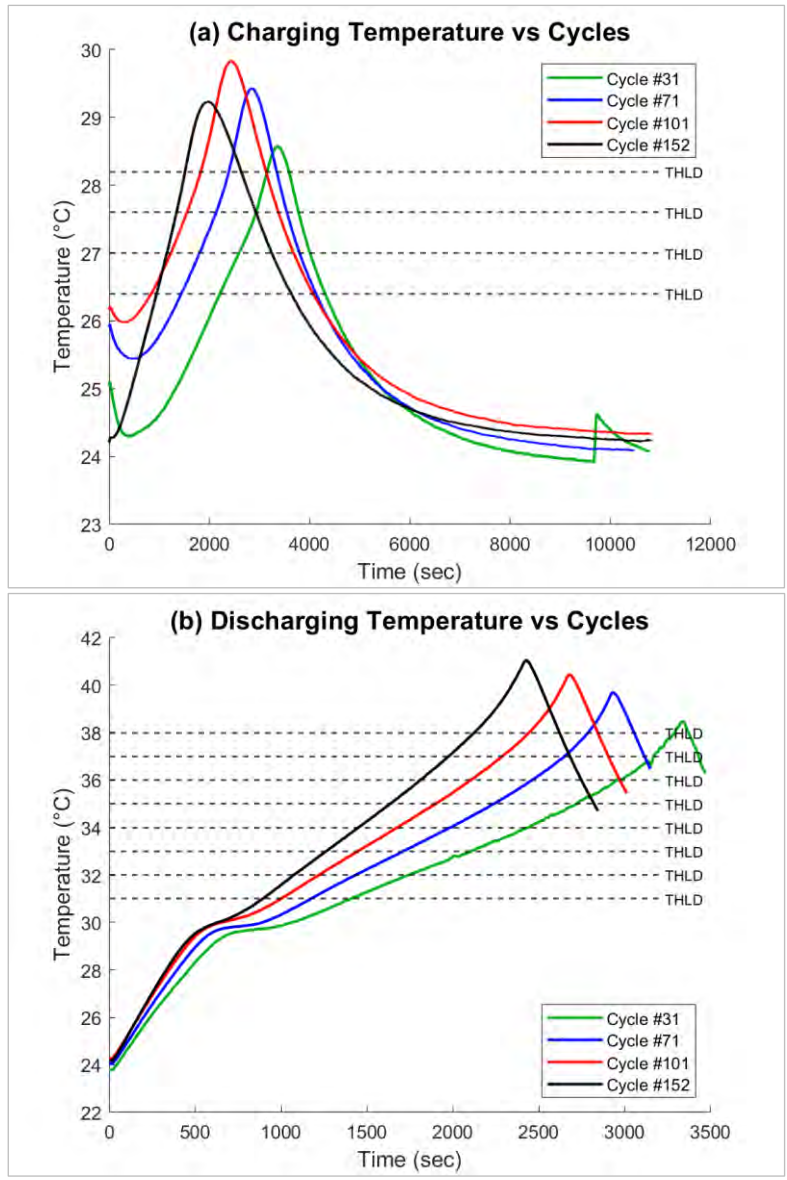 (a) Charging Temperature vs Cycles
30
29
28
27
26
25
24
23
Temperature (°C)
Cycle #31
Cycle #71
Cycle #101
Cycle #152
THLD
THLD
THLD
THLD
0 2000 4000 6000 8000 10000 12000
Time (sec)
(b) Discharging Temperature vs Cycles
42
40
38
36
34
32
30
28
26
24
22
Temperature (°C)
THLD
THLD
THLD
THLD
THLD
THLD
THLD
THLD
Cycle #31
Cycle #71
Cycle #101
Cycle #152
0 500 1000 1500 2000 2500 3000 3500
Time (sec)